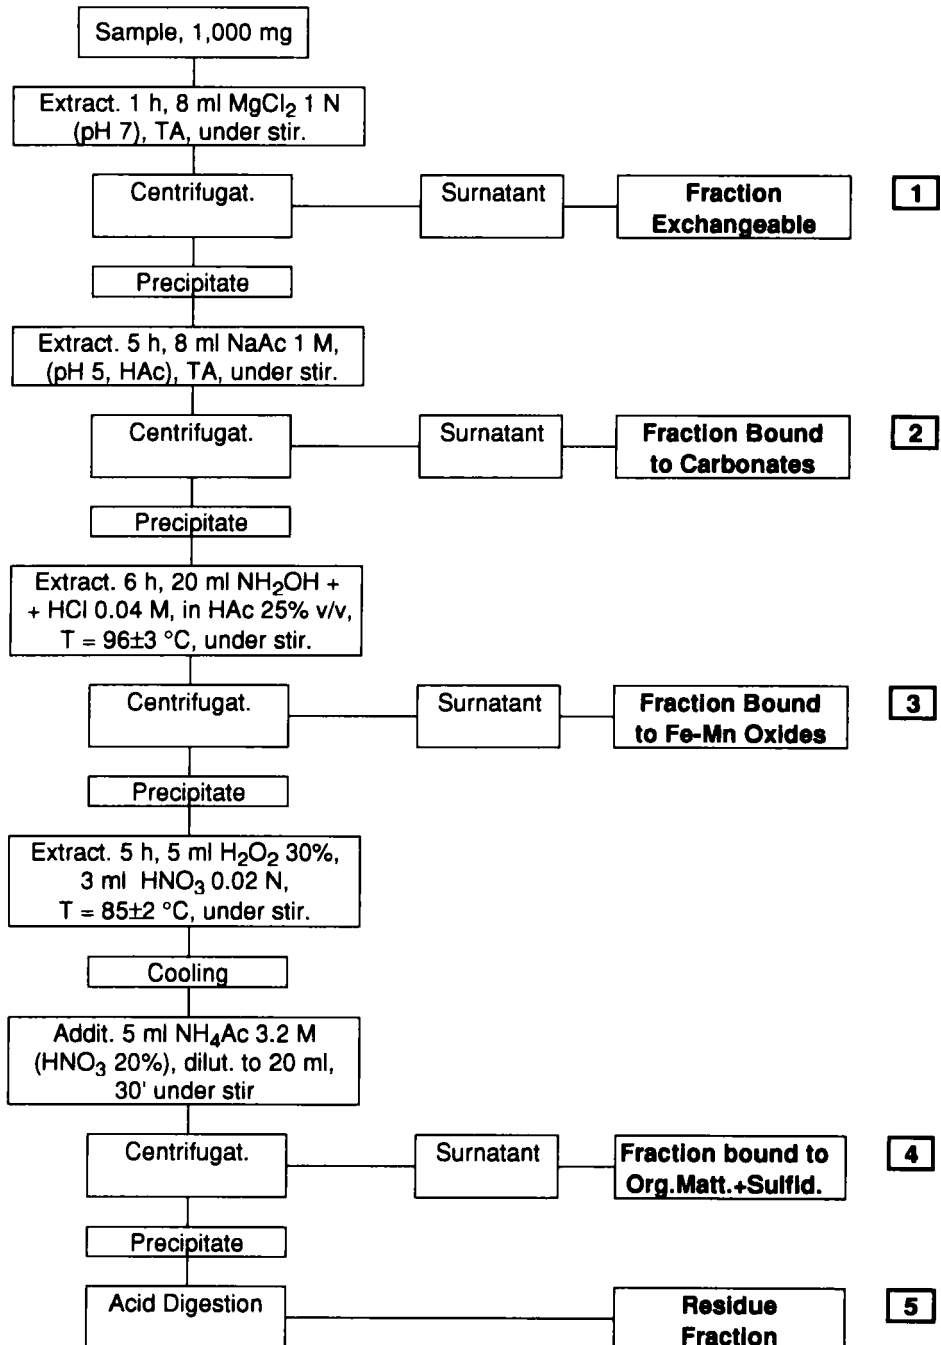 Sample, 1,000 mg
Extract. 1 h, 8 ml MgCl₂ 1 N
(pH 7), TA, under stir.
Centrifugat.
Surnatant
Fraction
Exchangeable
1
Precipitate
Extract. 5 h, 8 ml NaAc 1 M,
(pH 5, HAc), TA, under stir.
Centrifugat.
Surnatant
Fraction Bound
to Carbonates
2
Precipitate
Extract. 6 h, 20 ml NH₂OH +
+ HCl 0.04 M, in HAc 25% v/v,
T = 96±3 °C, under stir.
Centrifugat.
Surnatant
Fraction Bound
to Fe-Mn Oxides
3
Precipitate
Extract. 5 h, 5 ml H₂O₂ 30%,
3 ml HNO₃ 0.02 N,
T = 85±2 °C, under stir.
Cooling
Addit. 5 ml NH₄Ac 3.2 M
(HNO₃ 20%), dilut. to 20 ml,
30' under stir
Centrifugat.
Surnatant
Fraction bound to
Org.Matt.+Sulfid.
4
Precipitate
Acid Digestion
Residue
Fraction
5